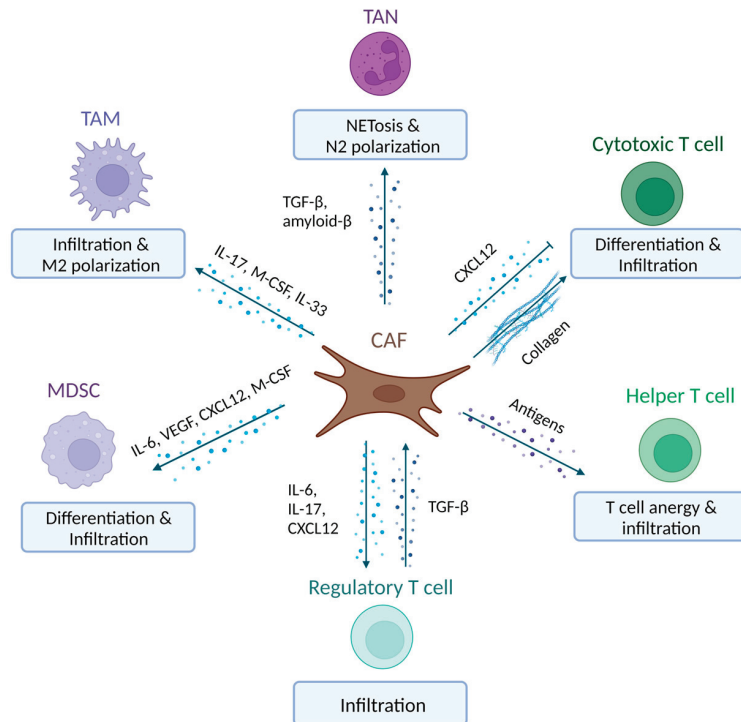 TAN
NETosis &
N2 polarization
TAM
Infiltration &
M2 polarization
Cytotoxic T cell
Differentiation &
Infiltration
TGF-β,
amyloid-β
IL-17, M-CSF, IL-33
CXCL12
Collagen
CAF
MDSC
Differentiation &
Infiltration
IL-6, VEGF, CXCL12, M-CSF
Antigens
Helper T cell
T cell anergy &
infiltration
IL-6,
IL-17,
CXCL12
TGF-β
Regulatory T cell
Infiltration